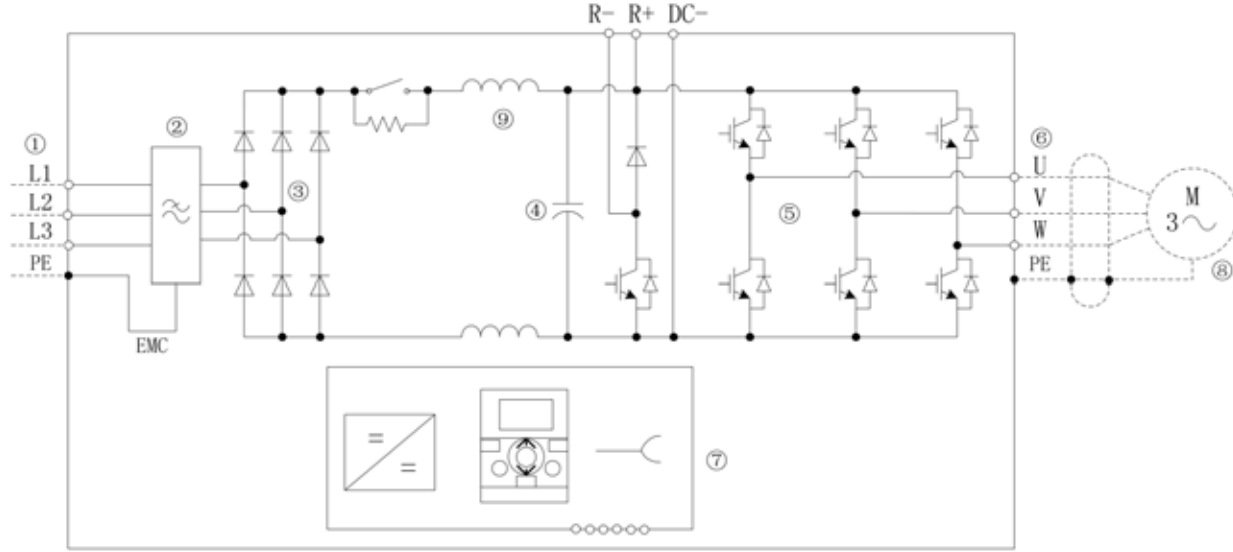 R- R+ DC-
①
②
L1
L2
L3
PE
EMC
③
⑨
④
⑤
⑥
U
V
W
PE
M
3
⑧
⑦